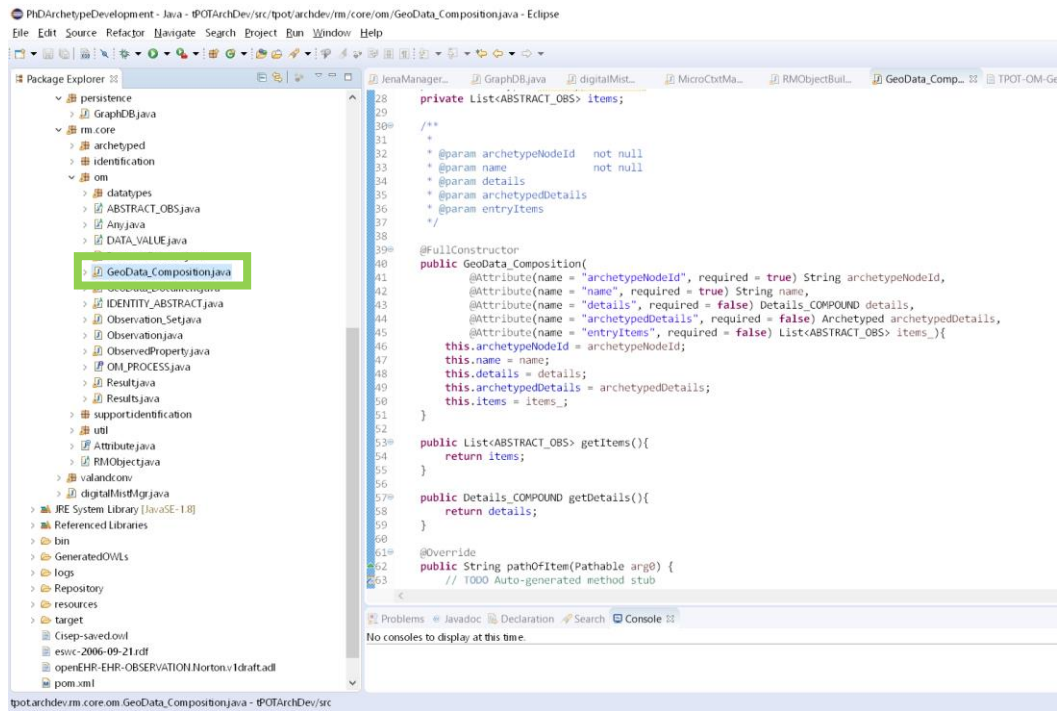 PhDArchetypeDevelopment - Java - tPOTArchDev/src/tpot/archdev/rm/core/om/GeoData_Composition.java - Eclipse
File Edit Source Refactor Navigate Search Project Run Window Help
Package Explorer
persistence
GraphDB.java
rm.core
archetyped
identification
om
datatypes
ABSTRACT_OBS.java
Any.java
DATA_VALUE.java
GeoData_Composition.java
IDENTITY_ABSTRACT.java
Observation_Set.java
Observation.java
ObservedProperty.java
OM_PROCESS.java
Result.java
Results.java
support.identification
util
Attribute.java
RMObject.java
valandconv
digitalMistMgr.java
JRE System Library [JavaSE-1.8]
Referenced Libraries
bin
GeneratedOWLs
logs
Repository
resources
target
Cisep-saved.owl
eswc-2006-09-21.rdf
openEHR-EHR-OBSERVATION.Norton.v1draft.adl
pom.xml
JenaManager... GraphDB.java digitalMist... MicroCtxtMa... RMObjectBuil... GeoData_Comp... TPOT-OM-Ge
28 private List<ABSTRACT_OBS> items;
29
30 /**
31 *
32 * @param archetypeNodeId not null
33 * @param name not null
34 * @param details
35 * @param archetypedDetails
36 * @param entryItems
37 */
38
39 @FullConstructor
40 public GeoData_Composition(
41 @Attribute(name = "archetypeNodeId", required = true) String archetypeNodeId,
42 @Attribute(name = "name", required = true) String name,
43 @Attribute(name = "details", required = false) Details_COMPOUND details,
44 @Attribute(name = "archetypedDetails", required = false) Archetyped archetypedDetails,
45 @Attribute(name = "entryItems", required = false) List<ABSTRACT_OBS> items_){
46 this.archetypeNodeId = archetypeNodeId;
47 this.name = name;
48 this.details = details;
49 this.archetypedDetails = archetypedDetails;
50 this.items = items_;
51 }
52
53 public List<ABSTRACT_OBS> getItems(){
54 return items;
55 }
56
57 public Details_COMPOUND getDetails(){
58 return details;
59 }
60
61 @Override
62 public String pathOfItem(Pathable arg0) {
63 // TODO Auto-generated method stub
Problems Javadoc Declaration Search Console
No consoles to display at this time.
tpot.archdev.rm.core.om.GeoData_Composition.java - tPOTArchDev/src